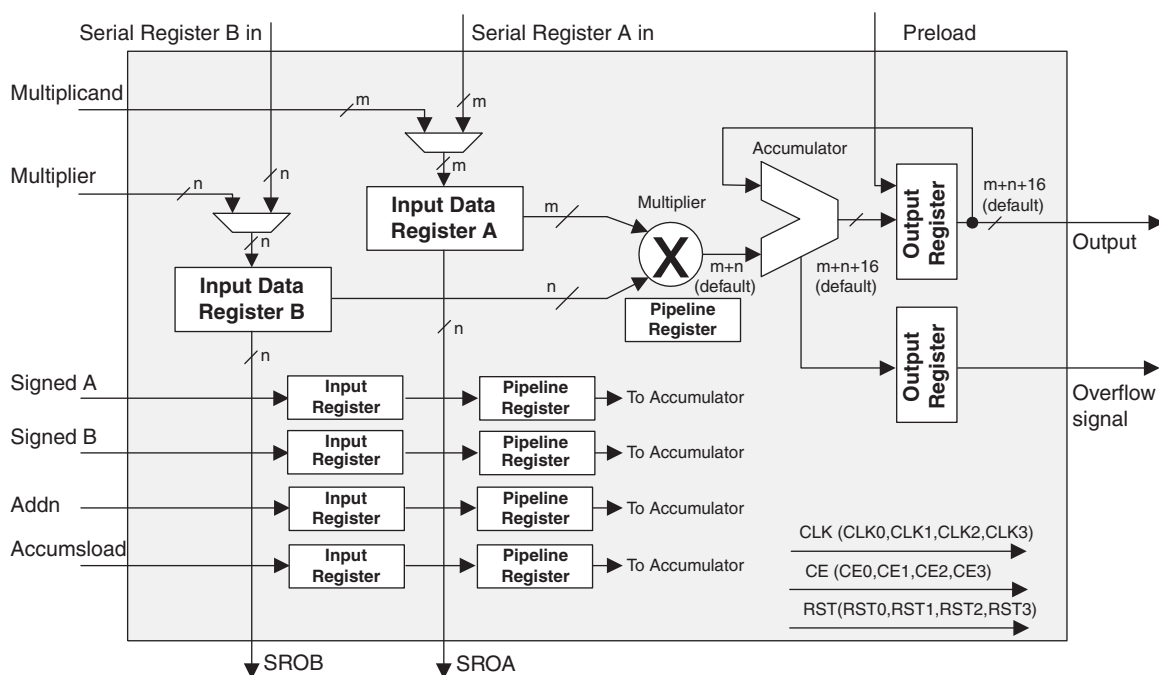 Serial Register B in
Serial Register A in
Preload
Multiplicand
m
m
Accumulator
Multiplier
n
n
m
Input Data
Register A
m
Multiplier
X
m+n
(default)
m+n+16
(default)
Output
Register
m+n+16
(default)
Output
n
Input Data
Register B
n
Pipeline
Register
n
n
Output
Register
Overflow
signal
Signed A
Input
Register
Pipeline
Register
To Accumulator
Signed B
Input
Register
Pipeline
Register
To Accumulator
Addn
Input
Register
Pipeline
Register
To Accumulator
Accumsload
Input
Register
Pipeline
Register
To Accumulator
CLK (CLK0,CLK1,CLK2,CLK3)
CE (CE0,CE1,CE2,CE3)
RST(RST0,RST1,RST2,RST3)
SROB
SROA